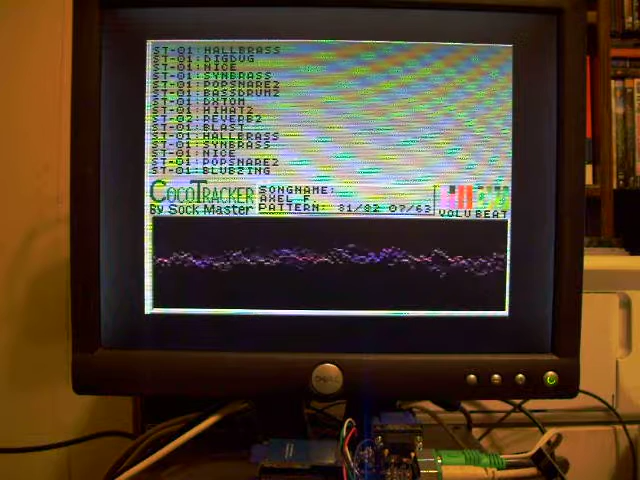 ST-01:HALLBRASS
ST-01:DIGDUG
ST-01:NICE
ST-01:SYNBRASS
ST-01:POPSNARE2
ST-01:BASSDRUM2
ST-01:DXTOM
ST-01:HIHAT2
ST-02:REVERB2
ST-01:BLAST
ST-01:HALLBRASS
ST-01:SYNBRASS
ST-01:NICE
ST-01:POPSNARE2
ST-01:BLUBZING
COCOTRACKER
By Sock Master
SONGNAME:
AXEL F
PATTERN: 31/82 07/63
VOLU BEAT
DELL